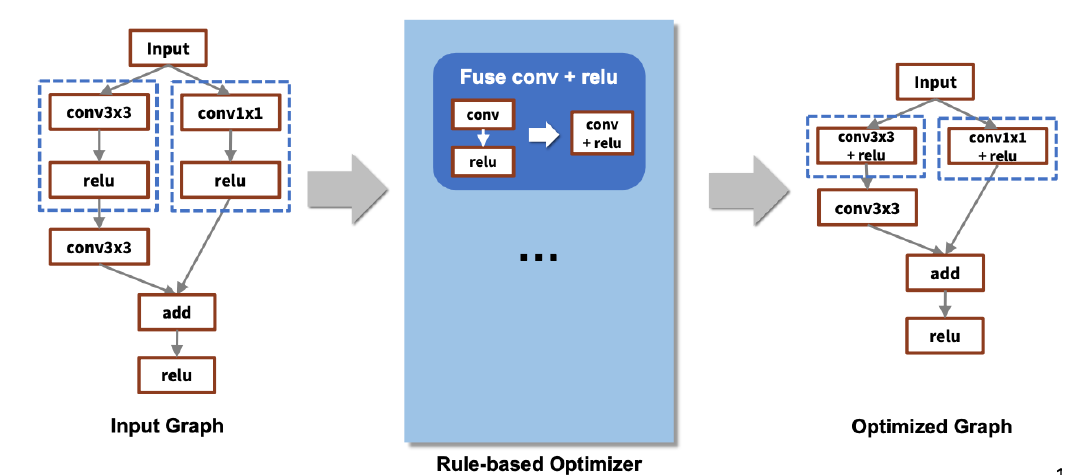 Input
conv3x3
conv1x1
relu
relu
conv3x3
add
relu
Input Graph
Fuse conv + relu
conv
relu
conv
+ relu
...
Rule-based Optimizer
Input
conv3x3
+ relu
conv1x1
+ relu
conv3x3
add
relu
Optimized Graph
1